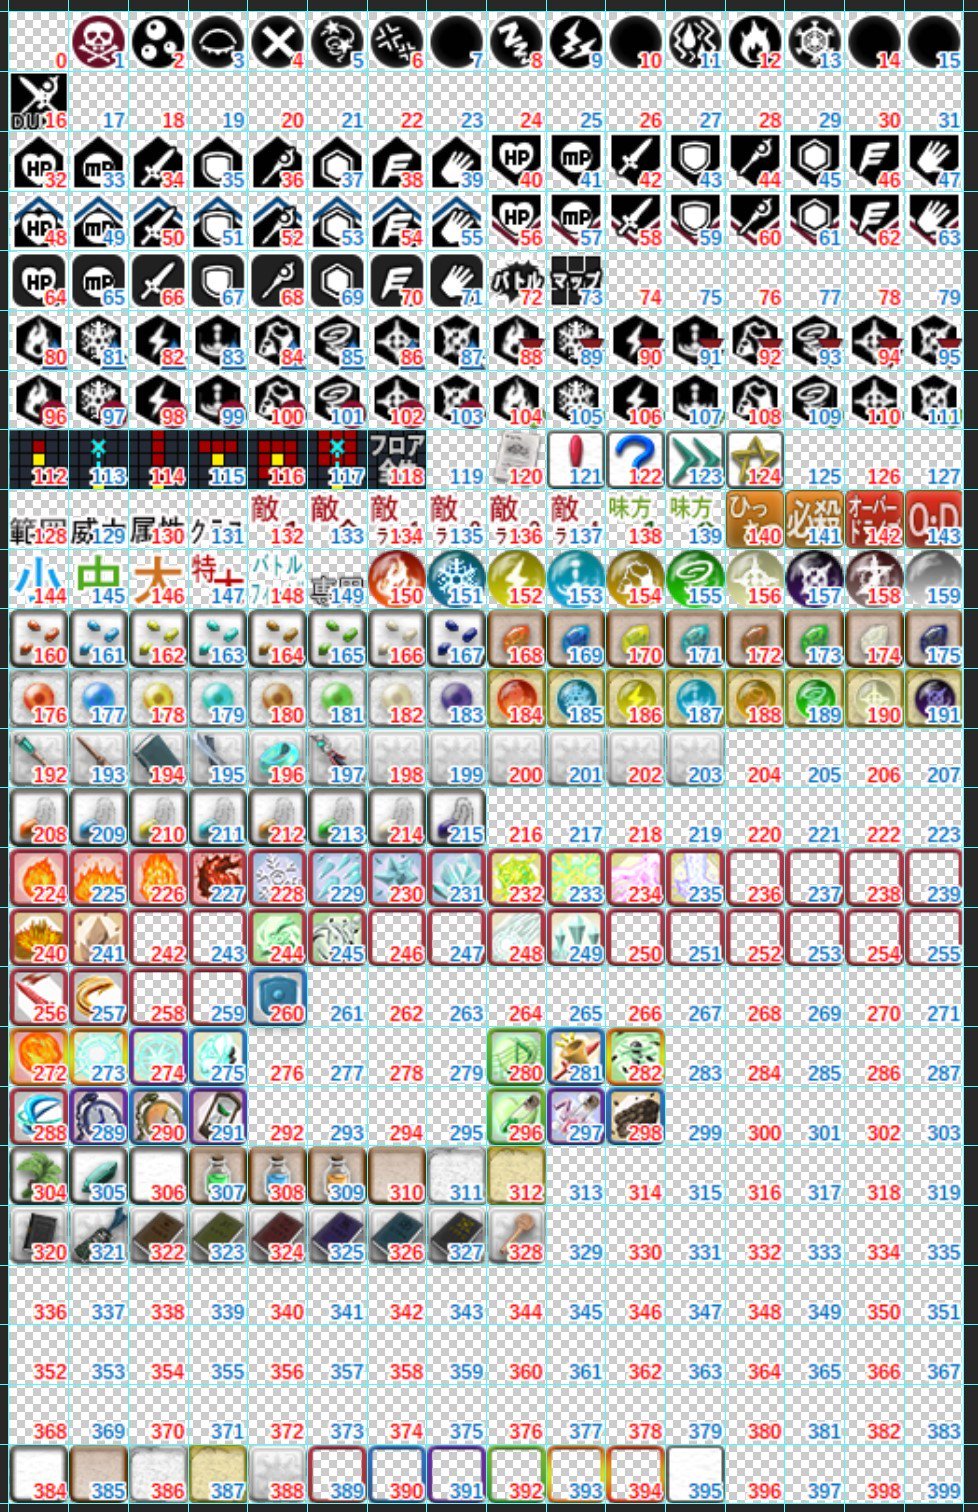 0 1 2 3 4 5 6 7 8 9 10 11 12 13 14 15
DU 16 17 18 19 20 21 22 23 24 25 26 27 28 29 30 31
HP 32 mP 33 34 35 36 37 38 39 HP 40 mP 41 42 43 44 45 46 47
HP 48 mP 49 50 51 52 53 54 55 HP 56 mP 57 58 59 60 61 62 63
HP 64 mP 65 66 67 68 69 70 71 バトル 72 マップ 73 74 75 76 77 78 79
80 81 82 83 84 85 86 87 88 89 90 91 92 93 94 95
96 97 98 99 100 101 102 103 104 105 106 107 108 109 110 111
112 113 114 115 116 117 フロア 118 119 120 121 122 123 124 125 126 127
範囲 128 威力 129 属性 130 131 敵 132 敵 133 敵 ラ 134 敵 ラ 135 敵 ラ 136 敵 ラ 137 味方 138 味方 139 ひっ 140 必殺 141 オーバードライブ 142 O.D 143
小 144 中 145 大 146 特大 147 バトル 148 専用 149 150 151 152 153 154 155 156 157 158 159
160 161 162 163 164 165 166 167 168 169 170 171 172 173 174 175
176 177 178 179 180 181 182 183 184 185 186 187 188 189 190 191
192 193 194 195 196 197 198 199 200 201 202 203 204 205 206 207
208 209 210 211 212 213 214 215 216 217 218 219 220 221 222 223
224 225 226 227 228 229 230 231 232 233 234 235 236 237 238 239
240 241 242 243 244 245 246 247 248 249 250 251 252 253 254 255
256 257 258 259 260 261 262 263 264 265 266 267 268 269 270 271
272 273 274 275 276 277 278 279 280 281 282 283 284 285 286 287
288 289 290 291 292 293 294 295 296 297 298 299 300 301 302 303
304 305 306 307 308 309 310 311 312 313 314 315 316 317 318 319
320 321 322 323 324 325 326 327 328 329 330 331 332 333 334 335
336 337 338 339 340 341 342 343 344 345 346 347 348 349 350 351
352 353 354 355 356 357 358 359 360 361 362 363 364 365 366 367
368 369 370 371 372 373 374 375 376 377 378 379 380 381 382 383
384 385 386 387 388 389 390 391 392 393 394 395 396 397 398 399